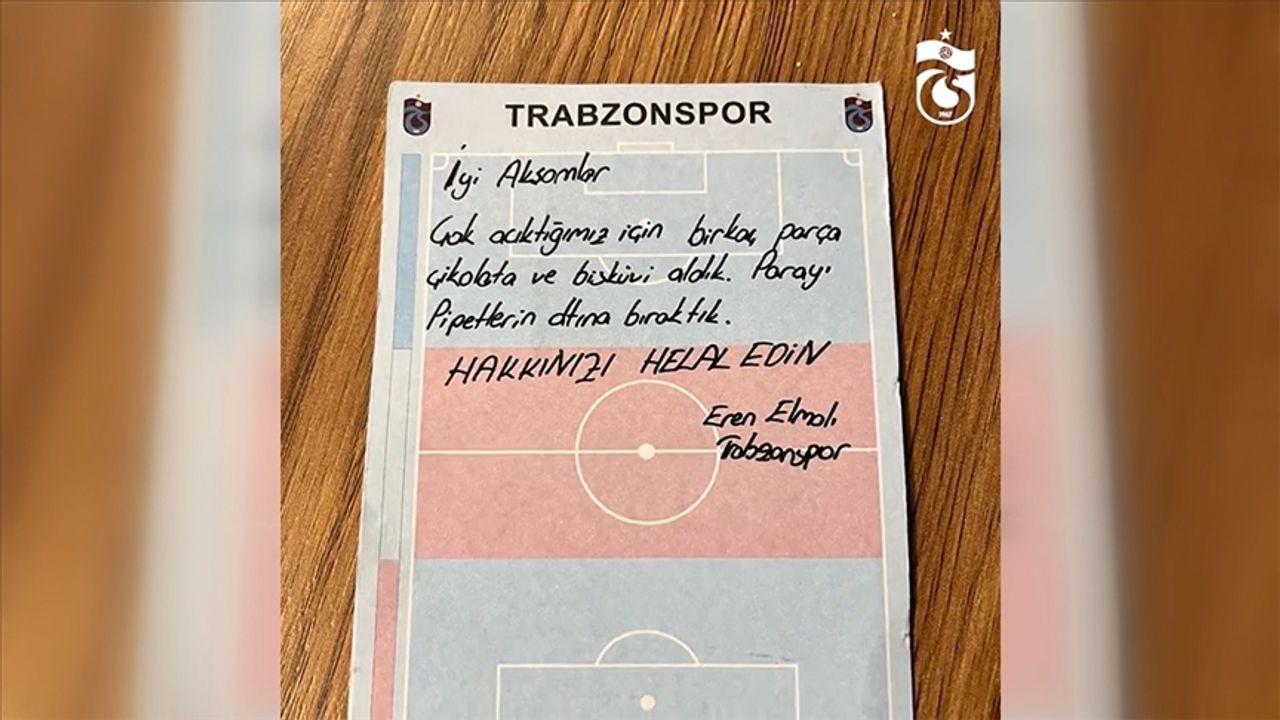 TRABZONSPOR
İyi Akşamlar
Çok acıktığımız için birkaç parça
çikolata ve bisküvi aldık. Parayı
Pipetlerin altına bıraktık.
HAKKINIZI HELAL EDİN
Eren Elmalı
Trabzonspor
1967